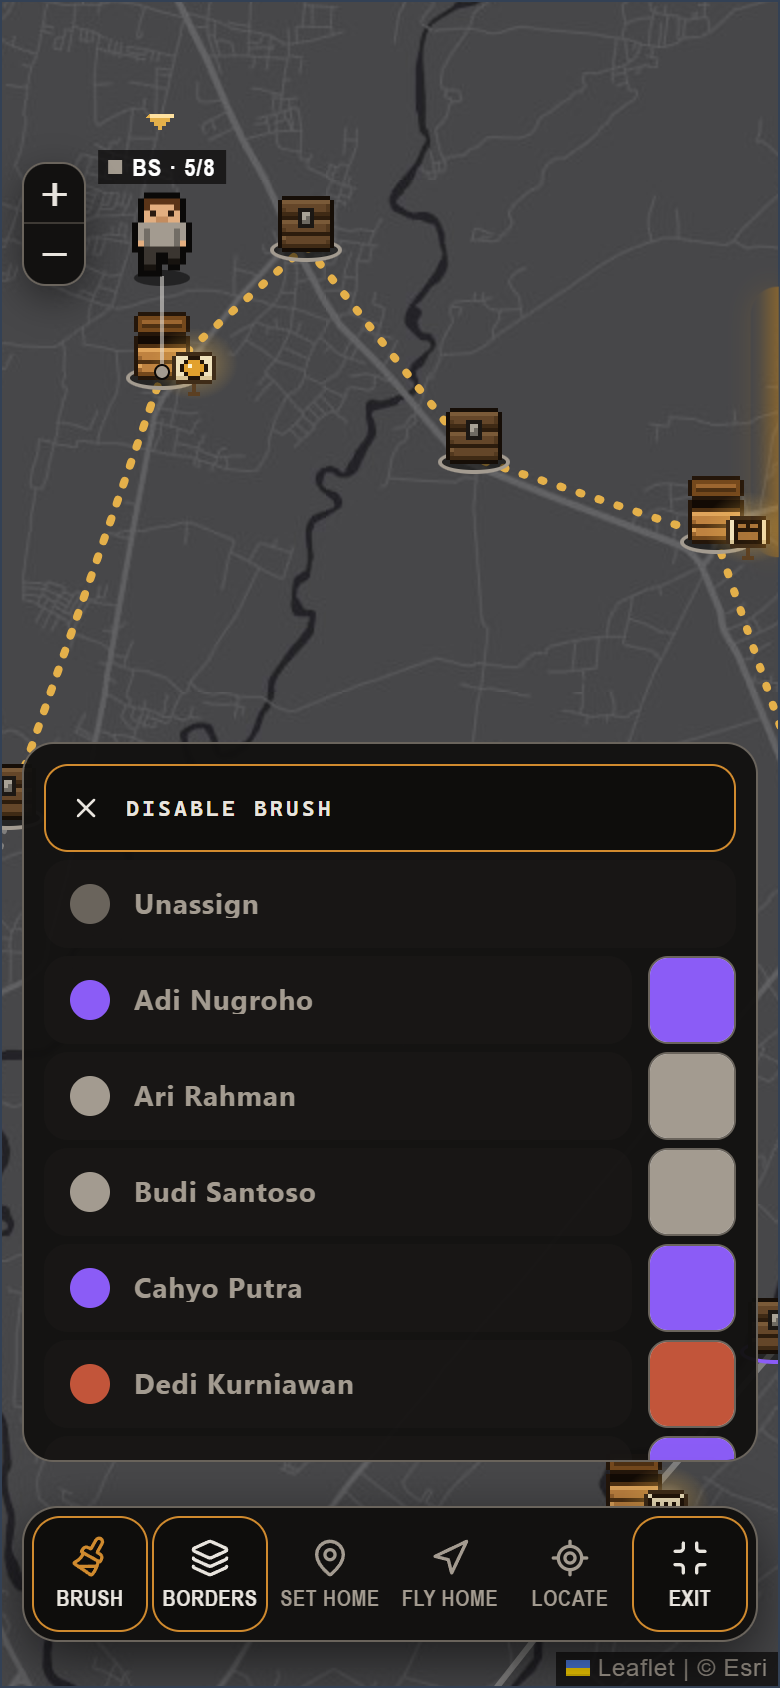 BS · 5/8
+
−
DISABLE BRUSH
Unassign
Adi Nugroho
Ari Rahman
Budi Santoso
Cahyo Putra
Dedi Kurniawan
BRUSH
BORDERS
SET HOME
FLY HOME
LOCATE
EXIT
Leaflet | © Esri